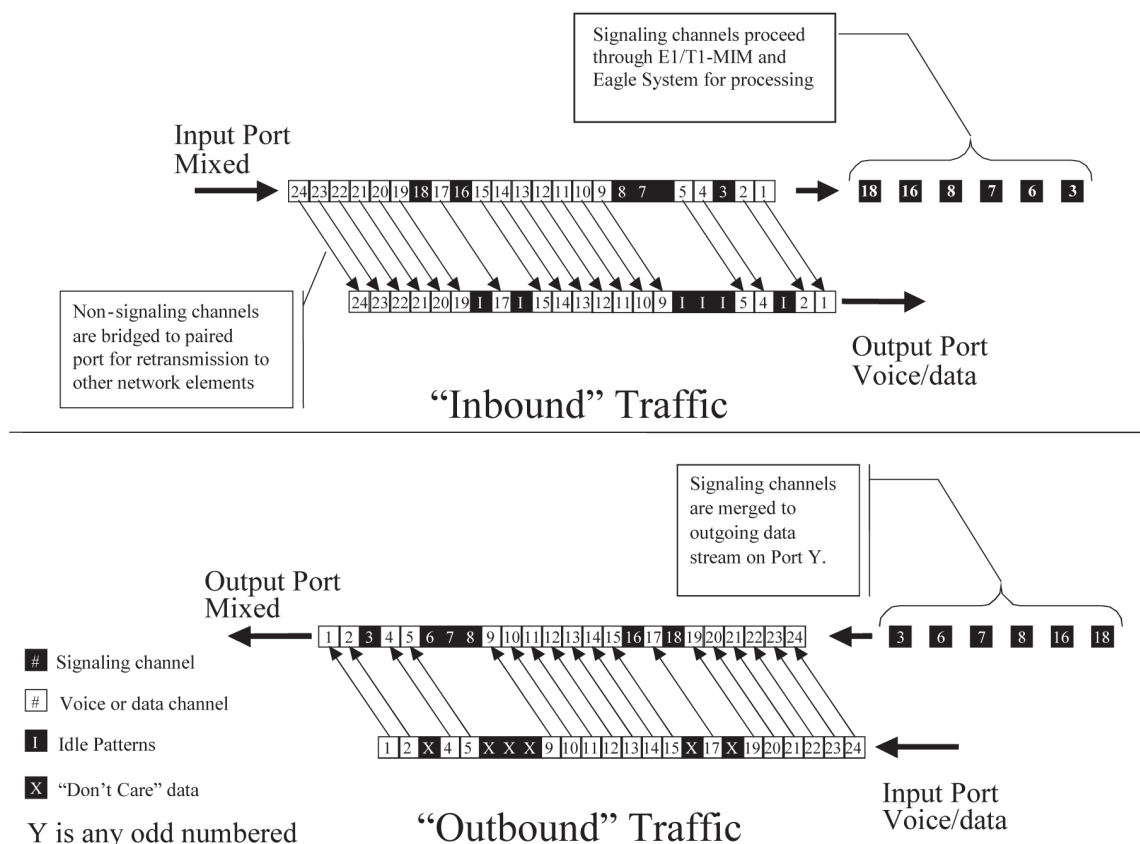 Signaling channels proceed
through E1/T1-MIM and
Eagle System for processing
Input Port
Mixed
24 23 22 21 20 19 18 17 16 15 14 13 12 11 10 9 8 7 5 4 3 2 1
18 16 8 7 6 3
24 23 22 21 20 19 I 17 I 15 14 13 12 11 10 9 I I I 5 4 I 2 1
Non-signaling channels
are bridged to paired
port for retransmission to
other network elements
Output Port
Voice/data
“Inbound” Traffic
Signaling channels
are merged to
outgoing data
stream on Port Y.
Output Port
Mixed
1 2 3 4 5 6 7 8 9 10 11 12 13 14 15 16 17 18 19 20 21 22 23 24
3 6 7 8 16 18
# Signaling channel
# Voice or data channel
I Idle Patterns
X “Don’t Care” data
1 2 X 4 5 X X X 9 10 11 12 13 14 15 X 17 X 19 20 21 22 23 24
Input Port
Voice/data
Y is any odd numbered
“Outbound” Traffic